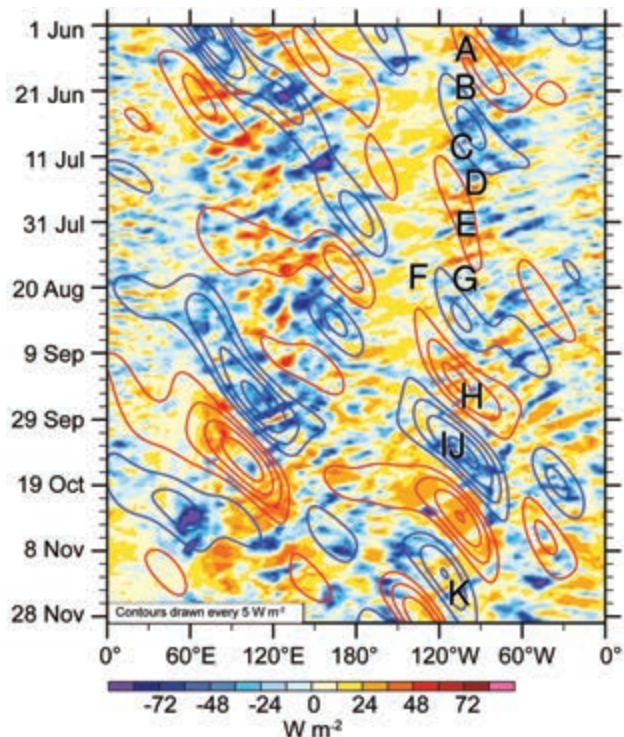 1 Jun
A
B
21 Jun
C
11 Jul
D
31 Jul
E
F G
20 Aug
9 Sep
H
29 Sep
IJ
19 Oct
8 Nov
K
Contours drawn every 5 W m-2
28 Nov
0° 60°E 120°E 180° 120°W 60°W 0°
-72 -48 -24 0 24 48 72
W m-2